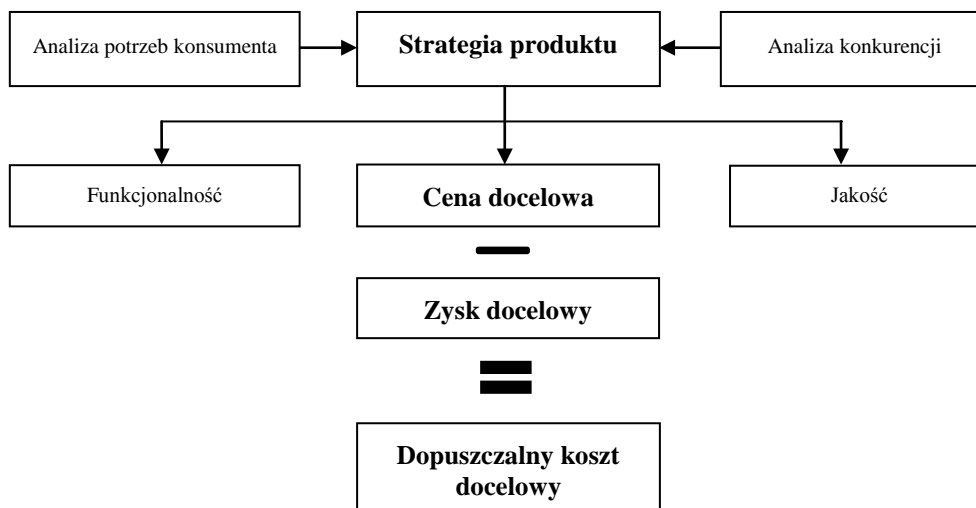 Analiza potrzeb konsumenta
Strategia produktu
Analiza konkurencji
Funkcjonalność
Cena docelowa
Jakość
Zysk docelowy
Dopuszczalny koszt
docelowy